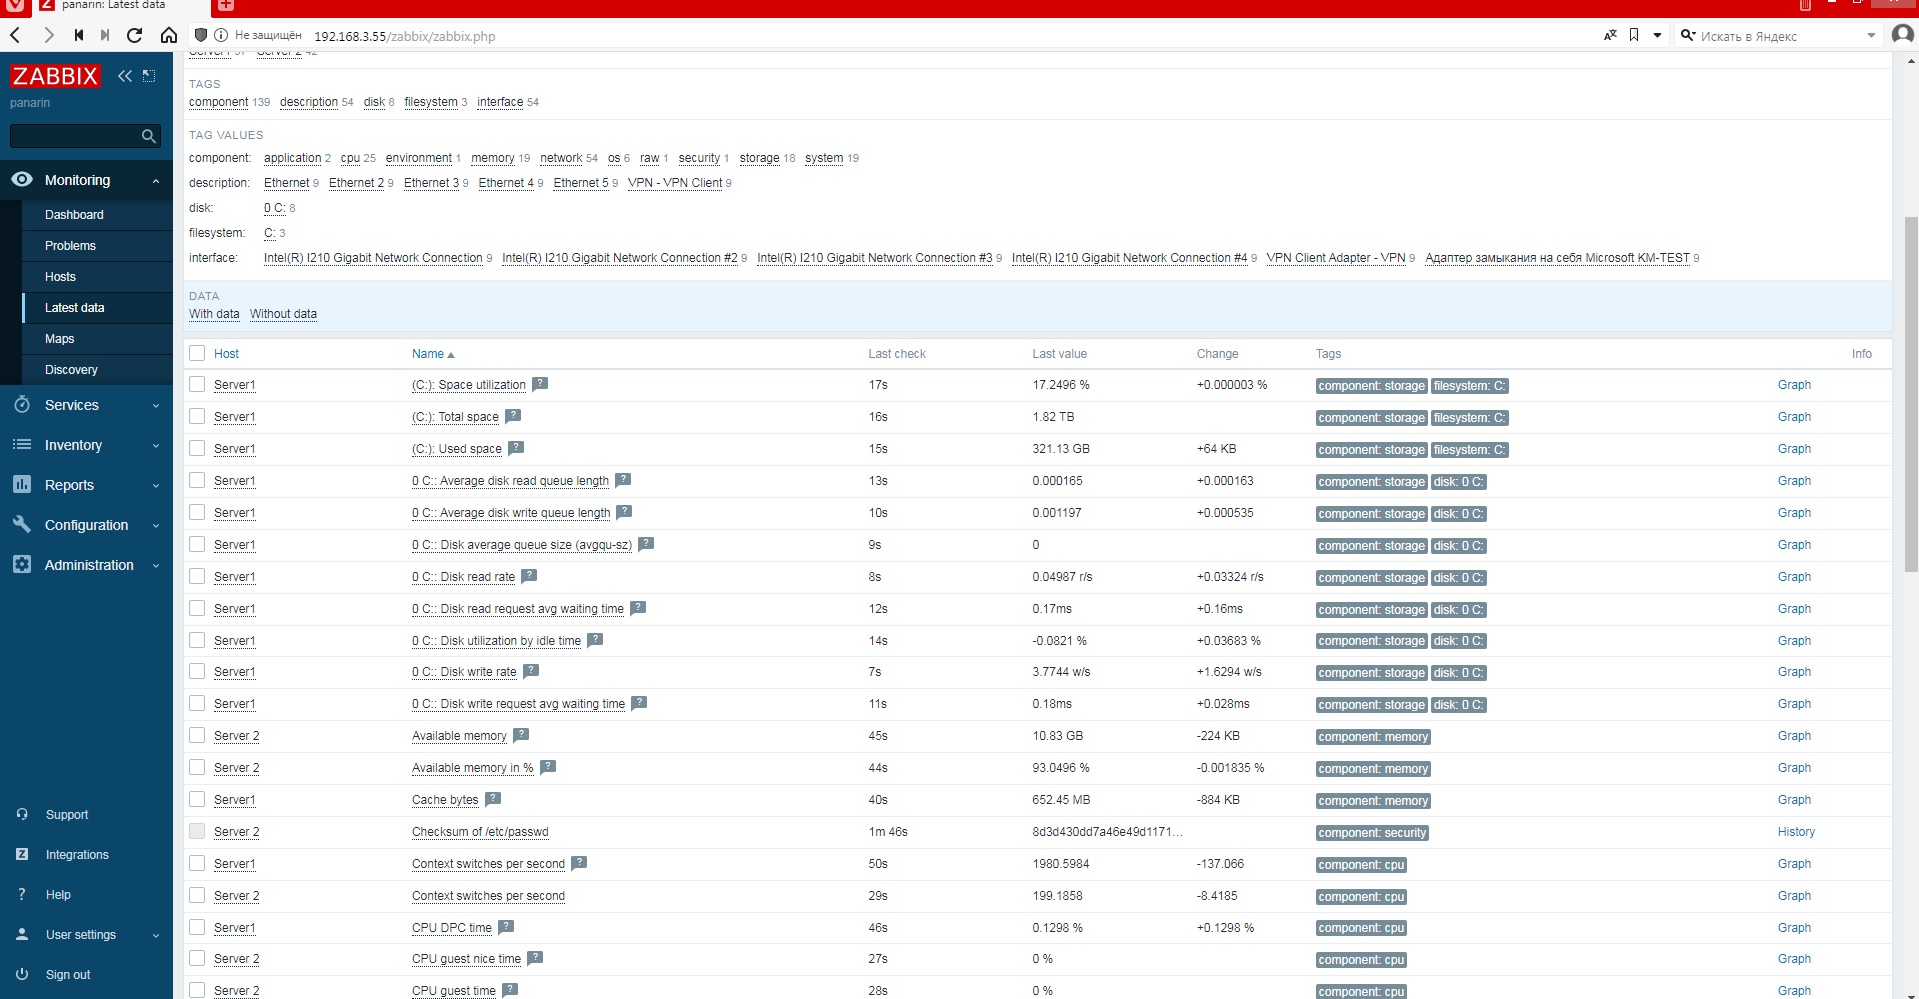 panarin: Latest data
Не защищён 192.168.3.55/zabbix/zabbix.php Искать в Яндекс
ZABBIX
panarin
Monitoring
Dashboard
Problems
Hosts
Latest data
Maps
Discovery
Services
Inventory
Reports
Configuration
Administration
Support
Integrations
Help
User settings
Sign out
Server1 97 Server 2 42
TAGS
component 139 description 54 disk 8 filesystem 3 interface 54
TAG VALUES
component: application 2 cpu 25 environment 1 memory 19 network 54 os 6 raw 1 security 1 storage 18 system 19
description: Ethernet 9 Ethernet 2 9 Ethernet 3 9 Ethernet 4 9 Ethernet 5 9 VPN - VPN Client 9
disk: 0 C: 8
filesystem: C: 3
interface: Intel(R) I210 Gigabit Network Connection 9 Intel(R) I210 Gigabit Network Connection #2 9 Intel(R) I210 Gigabit Network Connection #3 9 Intel(R) I210 Gigabit Network Connection #4 9 VPN Client Adapter - VPN 9 Адаптер замыкания на себя Microsoft KM-TEST 9
DATA
With data Without data
Host Name Last check Last value Change Tags Info
Server1 (C:): Space utilization ? 17s 17.2496 % +0.000003 % component: storage filesystem: C: Graph
Server1 (C:): Total space ? 16s 1.82 TB component: storage filesystem: C: Graph
Server1 (C:): Used space ? 15s 321.13 GB +64 KB component: storage filesystem: C: Graph
Server1 0 C:: Average disk read queue length ? 13s 0.000165 +0.000163 component: storage disk: 0 C: Graph
Server1 0 C:: Average disk write queue length ? 10s 0.001197 +0.000535 component: storage disk: 0 C: Graph
Server1 0 C:: Disk average queue size (avgqu-sz) ? 9s 0 component: storage disk: 0 C: Graph
Server1 0 C:: Disk read rate ? 8s 0.04987 r/s +0.03324 r/s component: storage disk: 0 C: Graph
Server1 0 C:: Disk read request avg waiting time ? 12s 0.17ms +0.16ms component: storage disk: 0 C: Graph
Server1 0 C:: Disk utilization by idle time ? 14s -0.0821 % +0.03683 % component: storage disk: 0 C: Graph
Server1 0 C:: Disk write rate ? 7s 3.7744 w/s +1.6294 w/s component: storage disk: 0 C: Graph
Server1 0 C:: Disk write request avg waiting time ? 11s 0.18ms +0.028ms component: storage disk: 0 C: Graph
Server 2 Available memory ? 45s 10.83 GB -224 KB component: memory Graph
Server 2 Available memory in % ? 44s 93.0496 % -0.001835 % component: memory Graph
Server1 Cache bytes ? 40s 652.45 MB -884 KB component: memory Graph
Server 2 Checksum of /etc/passwd 1m 46s 8d3d430dd7a46e49d1171... component: security History
Server1 Context switches per second ? 50s 1980.5984 -137.066 component: cpu Graph
Server 2 Context switches per second 29s 199.1858 -8.4185 component: cpu Graph
Server1 CPU DPC time ? 46s 0.1298 % +0.1298 % component: cpu Graph
Server 2 CPU guest nice time ? 27s 0 % component: cpu Graph
Server 2 CPU guest time ? 28s 0 % component: cpu Graph